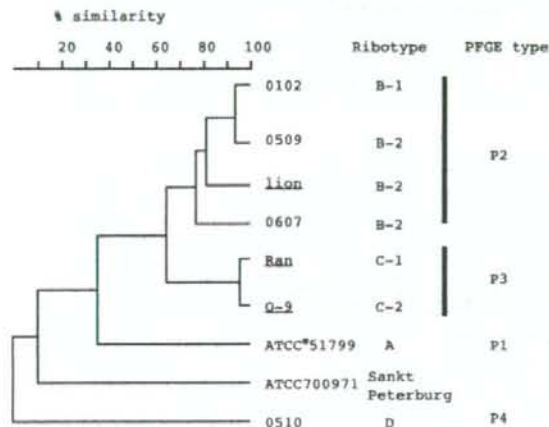 % similarity
20 40 60 80 100 Ribotype PFGE type
0102 B-1
0509 B-2
P2
lion B-2
0607 B-2
Ran C-1
P3
Q-9 C-2
ATCC#51799 A P1
ATCC700971 Sankt
Peterburg
0510 D P4